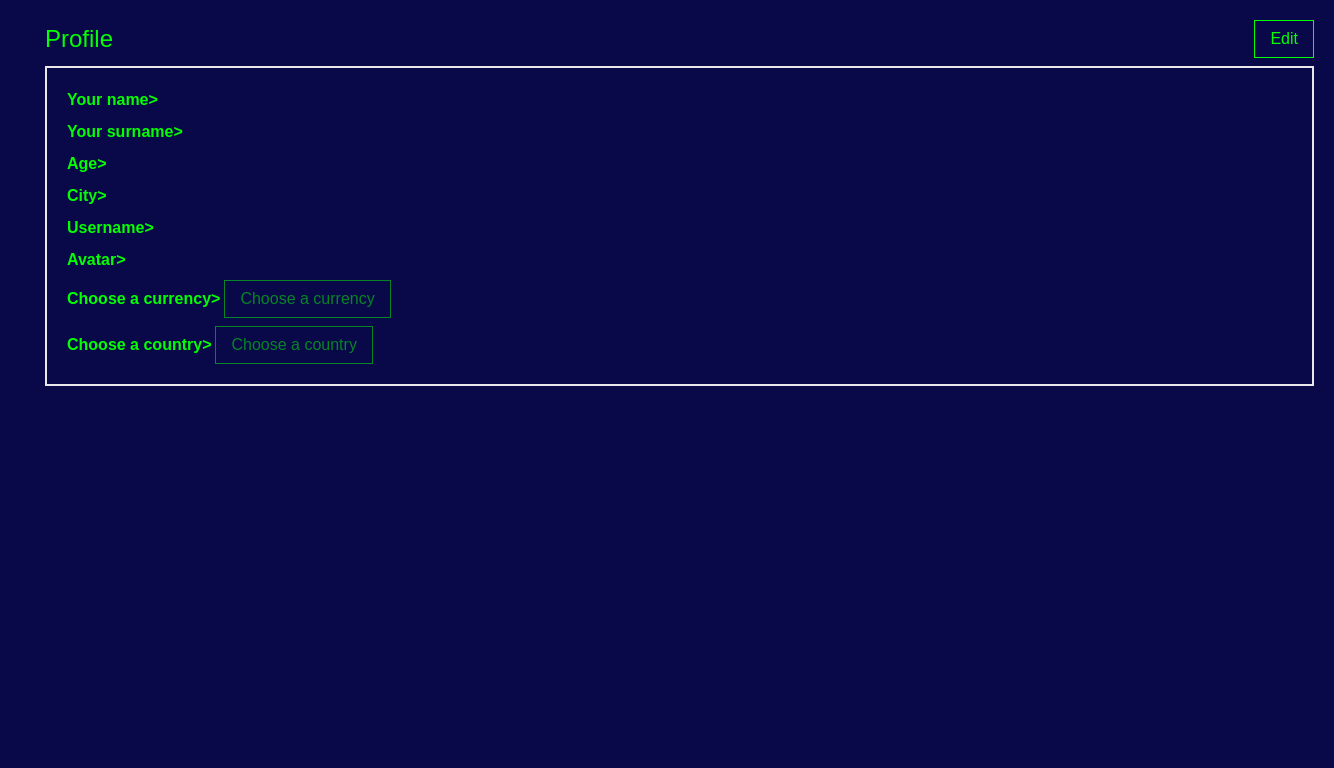 Profile
Edit
Your name>
Your surname>
Age>
City>
Username>
Avatar>
Choose a currency> Choose a currency
Choose a country> Choose a country